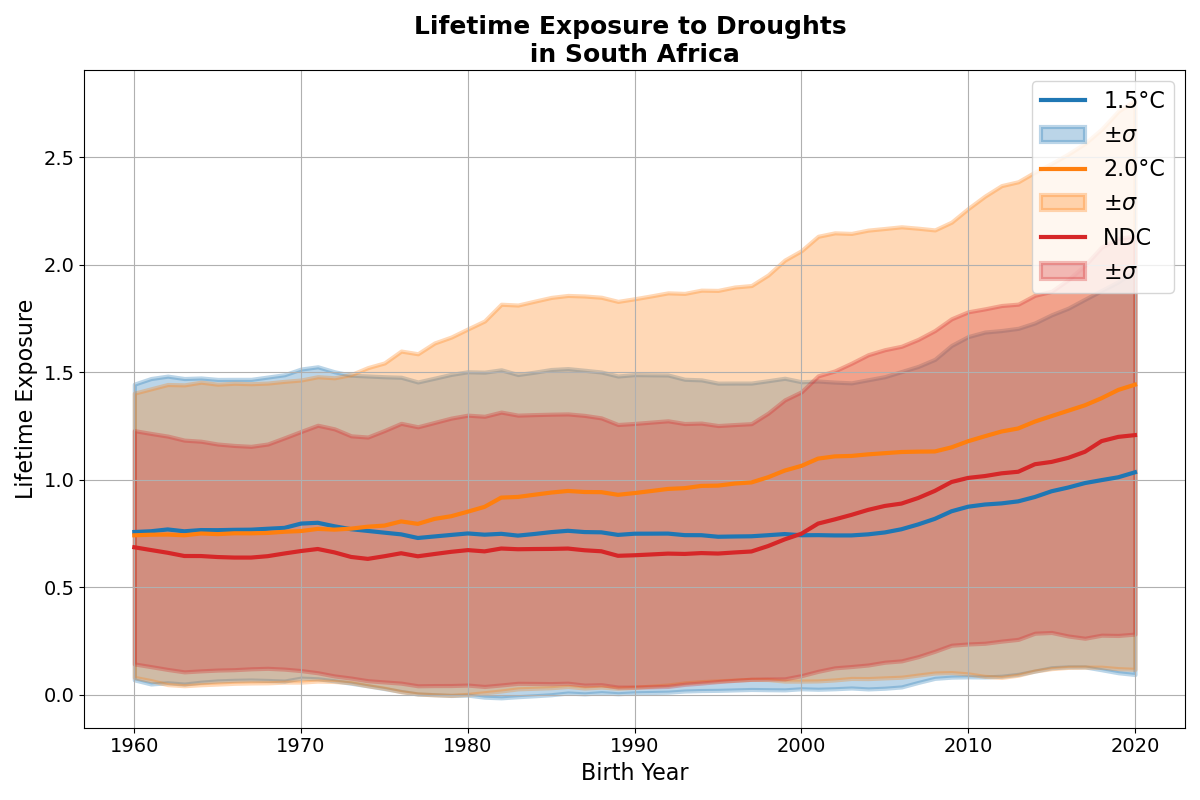 Lifetime Exposure to Droughts
in South Africa
Lifetime Exposure
2.5
2.0
1.5
1.0
0.5
0.0
1960 1970 1980 1990 2000 2010 2020
Birth Year
1.5°C
±σ
2.0°C
±σ
NDC
±σ